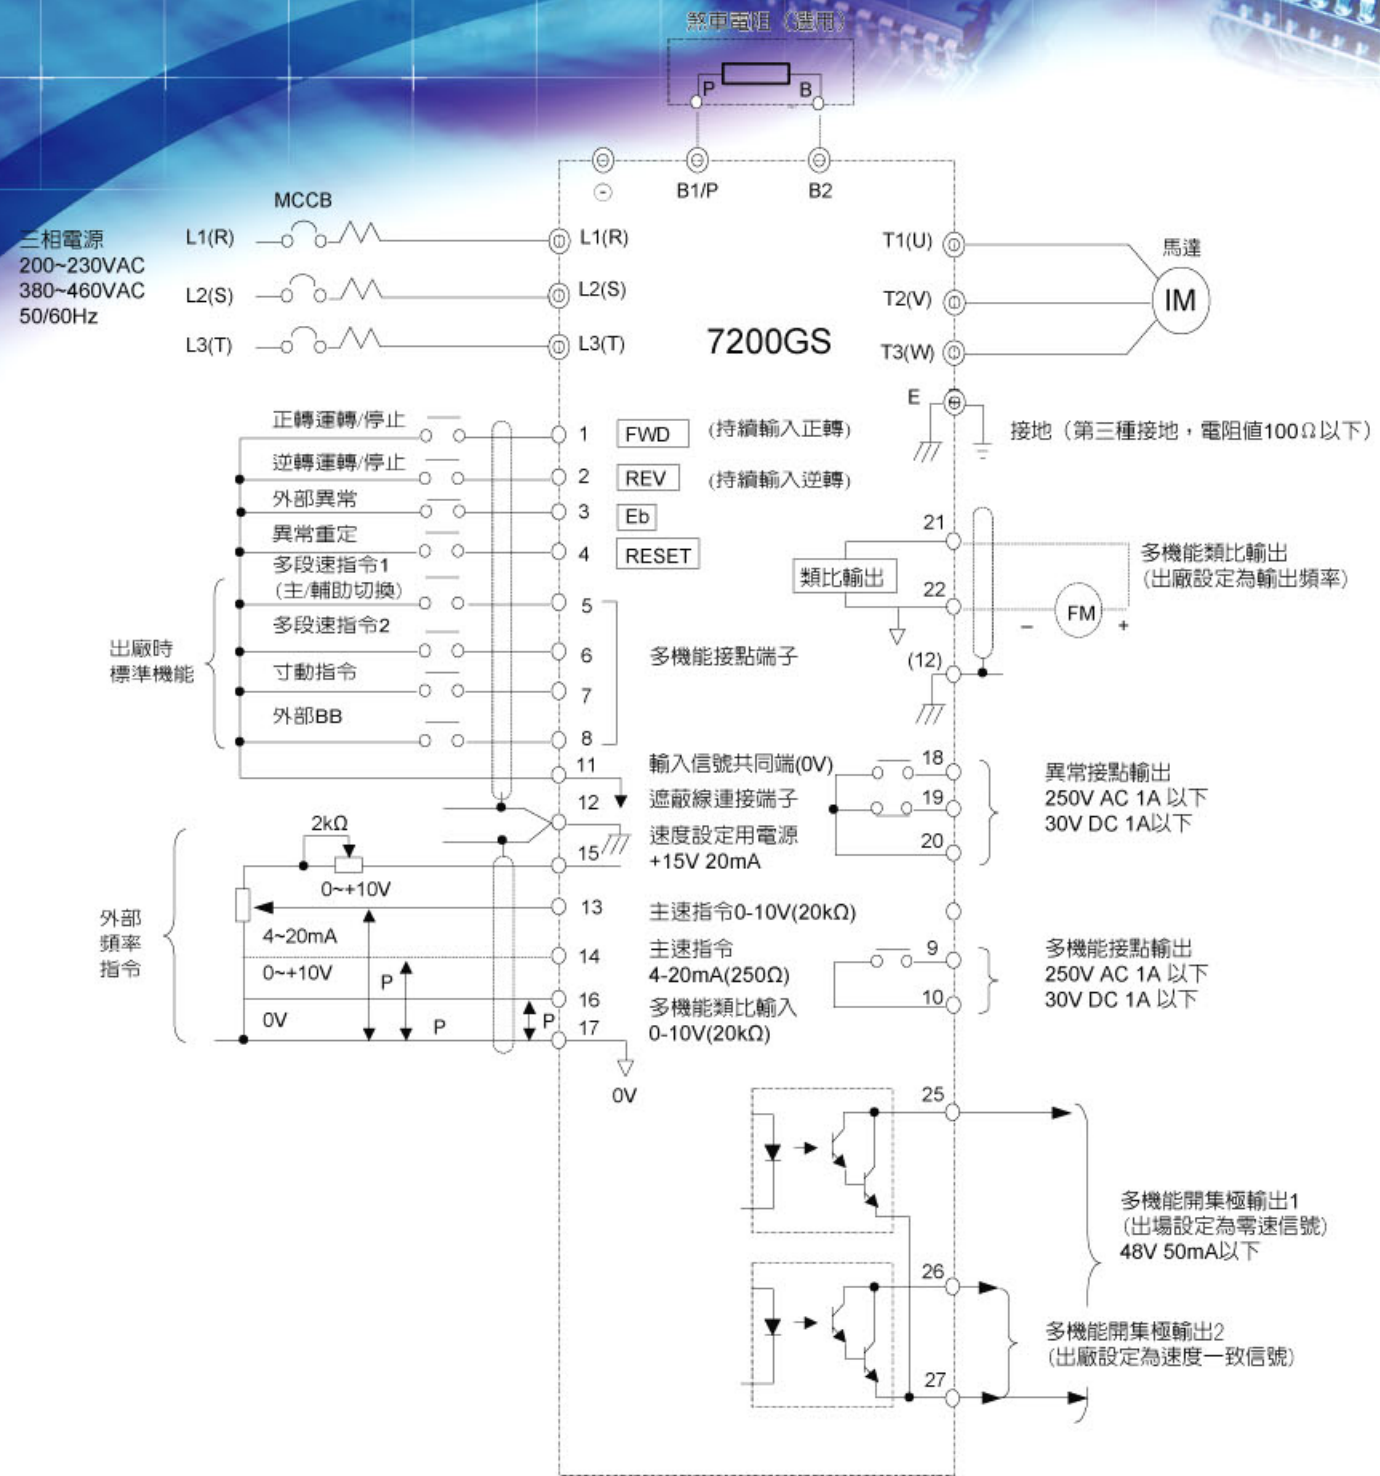 煞車電阻（選用）
P
B
⊖
B1/P
B2
MCCB
三相電源
200~230VAC
380~460VAC
50/60Hz
L1(R)
L2(S)
L3(T)
L1(R)
L2(S)
L3(T)
7200GS
T1(U)
T2(V)
T3(W)
馬達
IM
E
接地（第三種接地，電阻值100Ω以下）
正轉運轉/停止
1
FWD
(持續輸入正轉)
逆轉運轉/停止
2
REV
(持續輸入逆轉)
外部異常
3
Eb
異常重定
4
RESET
多段速指令1
(主/輔助切換)
5
多段速指令2
6
寸動指令
7
外部BB
8
出廠時
標準機能
多機能接點端子
21
類比輸出
22
多機能類比輸出
(出廠設定為輸出頻率)
FM
−
+
(12)
11
輸入信號共同端(0V)
12
遮蔽線連接端子
15
速度設定用電源
+15V 20mA
18
19
20
異常接點輸出
250V AC 1A 以下
30V DC 1A以下
外部
頻率
指令
2kΩ
0~+10V
13
主速指令0-10V(20kΩ)
4~20mA
14
主速指令
4-20mA(250Ω)
0~+10V
P
16
多機能類比輸入
0-10V(20kΩ)
0V
P
P
17
0V
9
10
多機能接點輸出
250V AC 1A 以下
30V DC 1A 以下
25
多機能開集極輸出1
(出場設定為零速信號)
48V 50mA以下
26
多機能開集極輸出2
(出廠設定為速度一致信號)
27